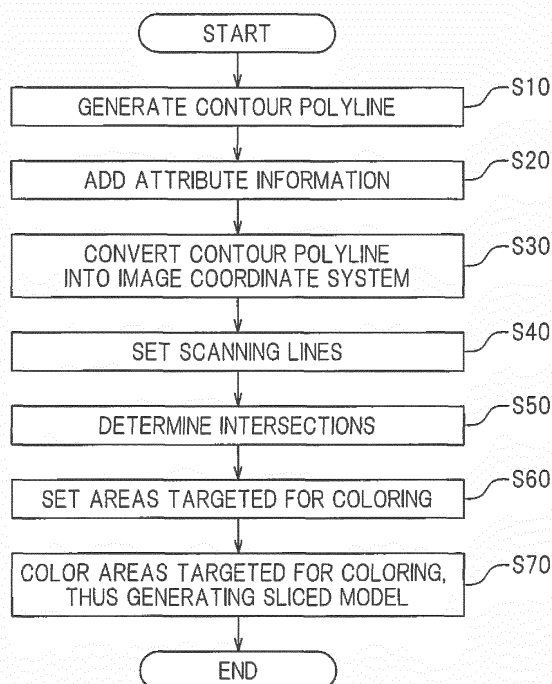 START
GENERATE CONTOUR POLYLINE
S10
ADD ATTRIBUTE INFORMATION
S20
CONVERT CONTOUR POLYLINE
INTO IMAGE COORDINATE SYSTEM
S30
SET SCANNING LINES
S40
DETERMINE INTERSECTIONS
S50
SET AREAS TARGETED FOR COLORING
S60
COLOR AREAS TARGETED FOR COLORING,
THUS GENERATING SLICED MODEL
S70
END